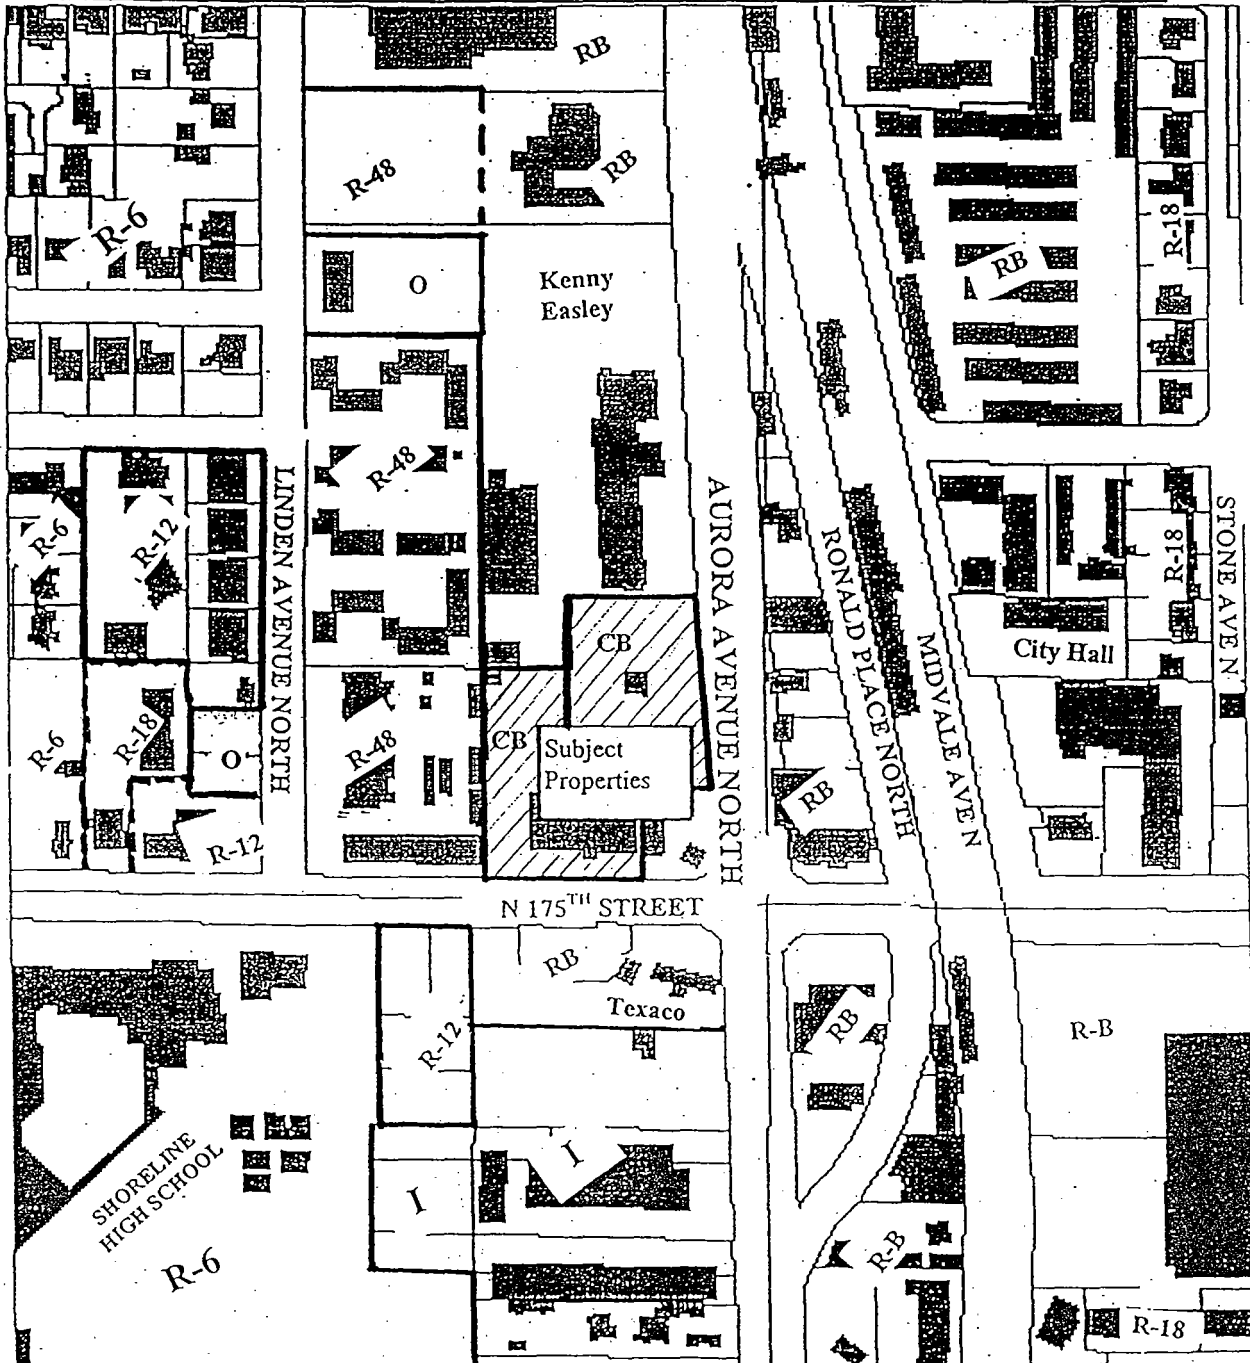 RB
R-48
RB
R-6
R-18
RB
O
Kenny
Easley
R-48
R-6
R-12
LINDEN AVENUE NORTH
AURORA AVENUE NORTH
RONALD PLACE NORTH
MIDVALE AVE N
STONE AVE N
R-18
CB
City Hall
R-6
R-18
O
R-48
CB
Subject
Properties
RB
R-12
N 175TH STREET
RB
Texaco
R-12
RB
R-B
SHORELINE
HIGH SCHOOL
I
I
R-6
R-B
R-18